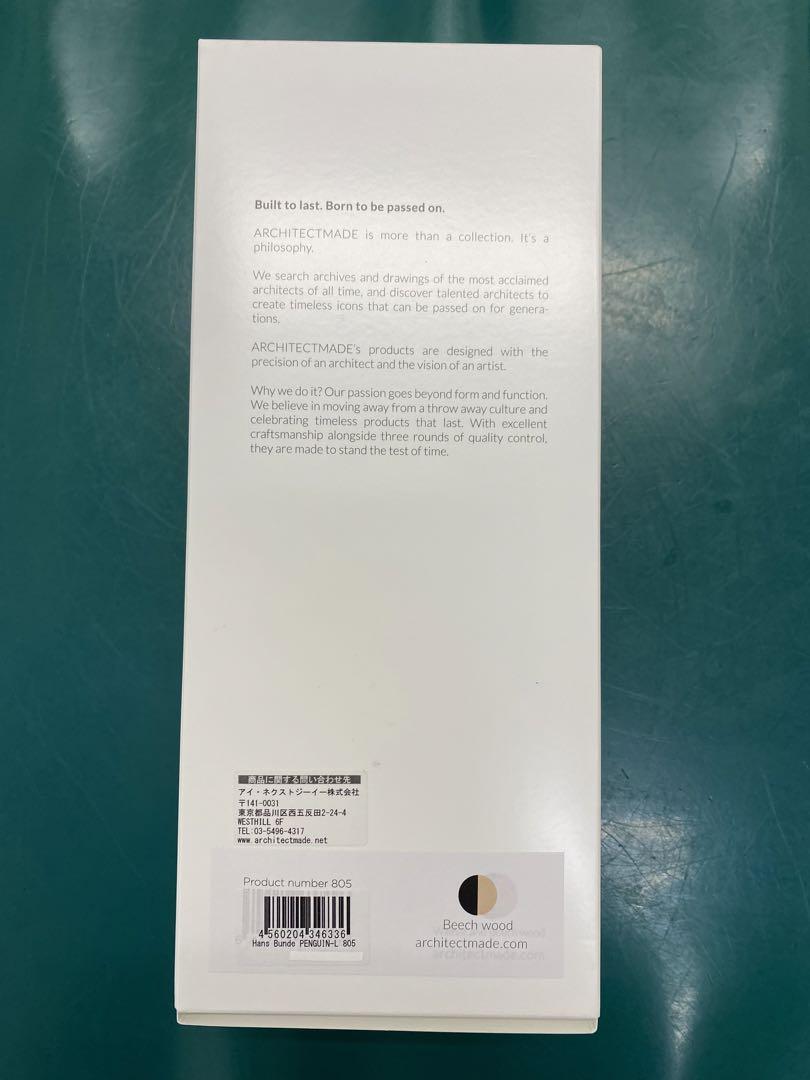 Built to last. Born to be passed on.
ARCHITECTMADE is more than a collection. It's a
philosophy.
We search archives and drawings of the most acclaimed
architects of all time, and discover talented architects to
create timeless icons that can be passed on for genera-
tions.
ARCHITECTMADE's products are designed with the
precision of an architect and the vision of an artist.
Why we do it? Our passion goes beyond form and function.
We believe in moving away from a throw away culture and
celebrating timeless products that last. With excellent
craftsmanship alongside three rounds of quality control,
they are made to stand the test of time.
商品に関する問い合わせ先
アイ・ネクストジーイー株式会社
〒141-0031
東京都品川区西五反田2-24-4
WESTHILL 6F
TEL:03-5496-4317
www.architectmade.net
Product number 805
4 560204 346336
Hans Bunde PENGUIN-L 805
Beech wood
architectmade.com